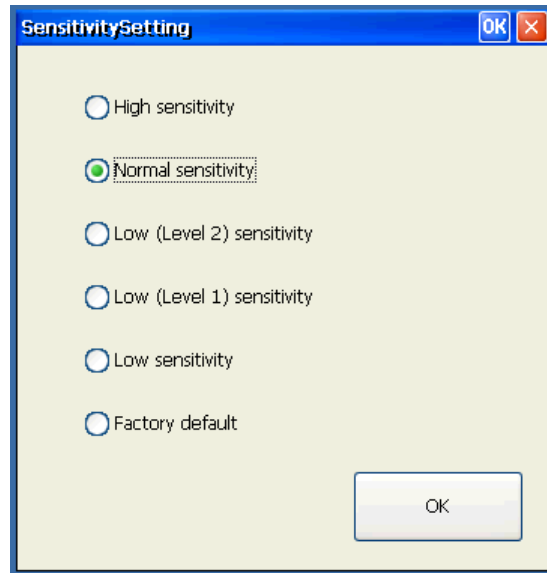 SensitivitySetting OK
High sensitivity
Normal sensitivity
Low (Level 2) sensitivity
Low (Level 1) sensitivity
Low sensitivity
Factory default
OK